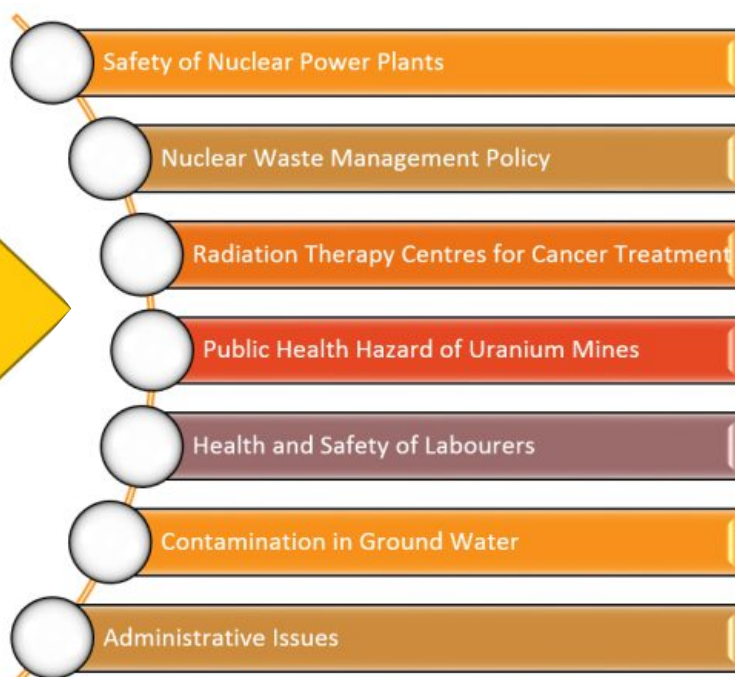 Safety of Nuclear Power Plants
Nuclear Waste Management Policy
Radiation Therapy Centres for Cancer Treatment
Public Health Hazard of Uranium Mines
Health and Safety of Labourers
Contamination in Ground Water
Administrative Issues